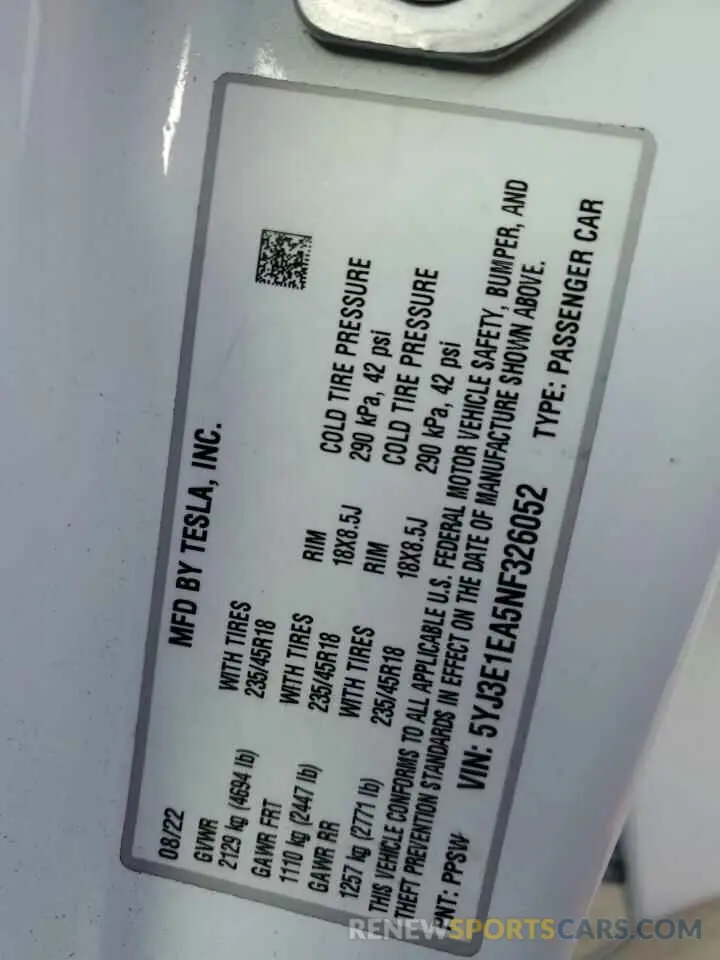 MFD BY TESLA, INC.
08/22
GVWR
2129 kg (4694 lb)
WITH TIRES
235/45R18
GAWR FRT
1110 kg (2447 lb)
WITH TIRES
235/45R18
RIM
18X8.5J
COLD TIRE PRESSURE
290 kPa, 42 psi
GAWR RR
1257 kg (2771 lb)
WITH TIRES
235/45R18
RIM
18X8.5J
COLD TIRE PRESSURE
290 kPa, 42 psi
THIS VEHICLE CONFORMS TO ALL APPLICABLE U.S. FEDERAL MOTOR VEHICLE SAFETY, BUMPER, AND
THEFT PREVENTION STANDARDS IN EFFECT ON THE DATE OF MANUFACTURE SHOWN ABOVE.
PNT: PPSW
VIN: 5YJ3E1EA5NF326052
TYPE: PASSENGER CAR
RENEWSPORTSCARS.COM